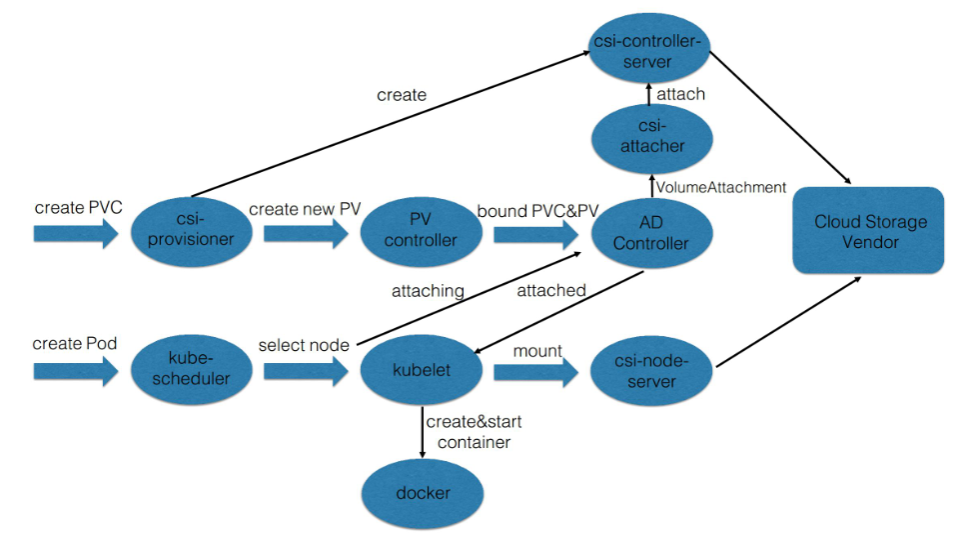 csi-controller-
server
create
attach
csi-
attacher
VolumeAttachment
create PVC
csi-
provisioner
create new PV
PV
controller
bound PVC&PV
AD
Controller
Cloud Storage
Vendor
attaching
attached
create Pod
kube-
scheduler
select node
kubelet
mount
csi-node-
server
create&start
container
docker